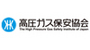 高圧ガス保安協会
The High Pressure Gas Safety Institute of Japan